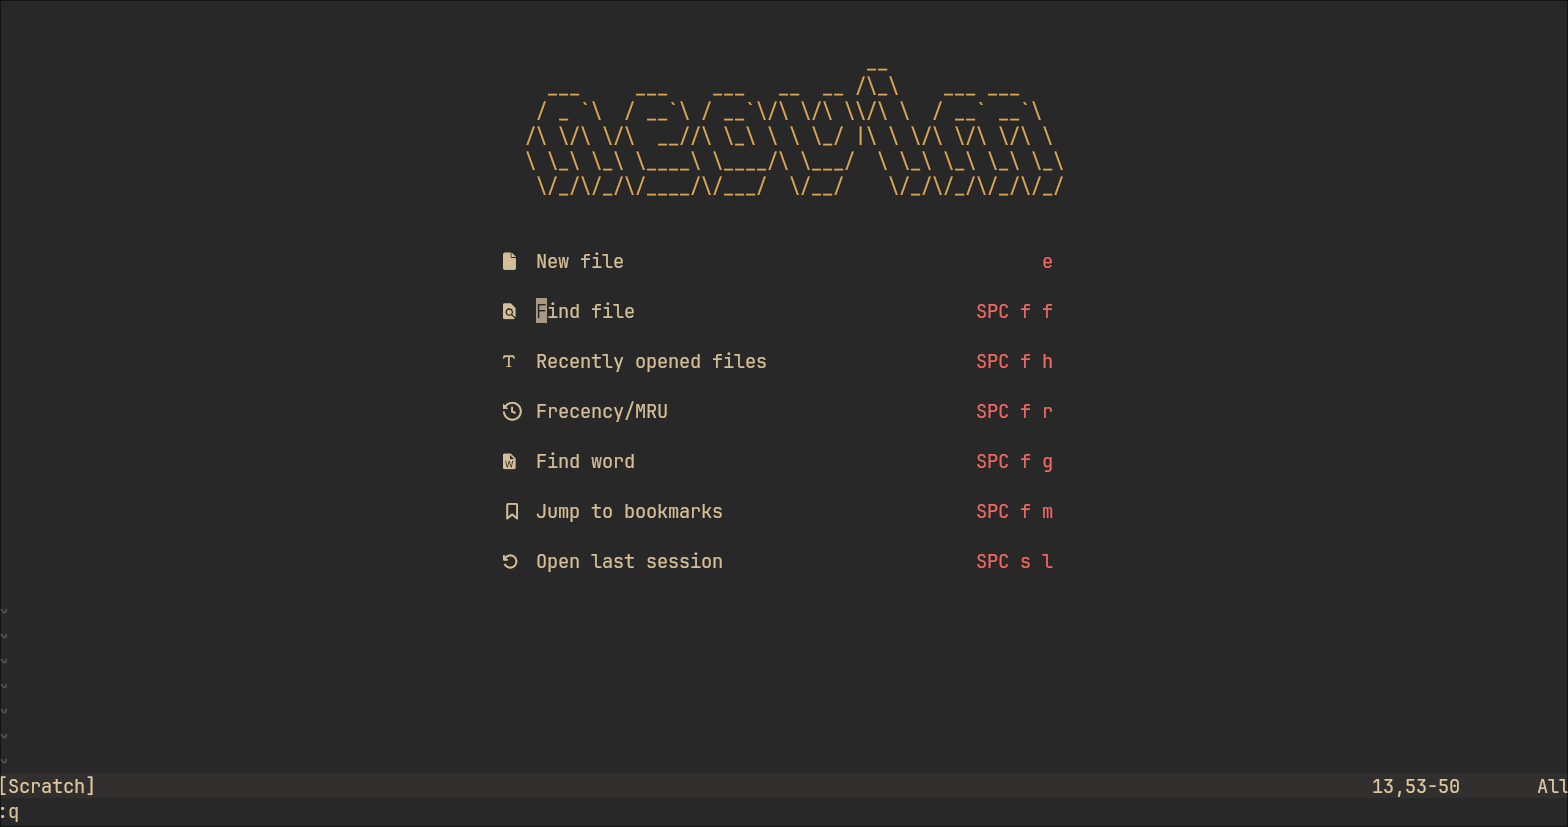 neovim
New file e
Find file SPC f f
Recently opened files SPC f h
Frecency/MRU SPC f r
Find word SPC f g
Jump to bookmarks SPC f m
Open last session SPC s l
~
~
~
~
~
~
~
[Scratch] 13,53-50 All
:q